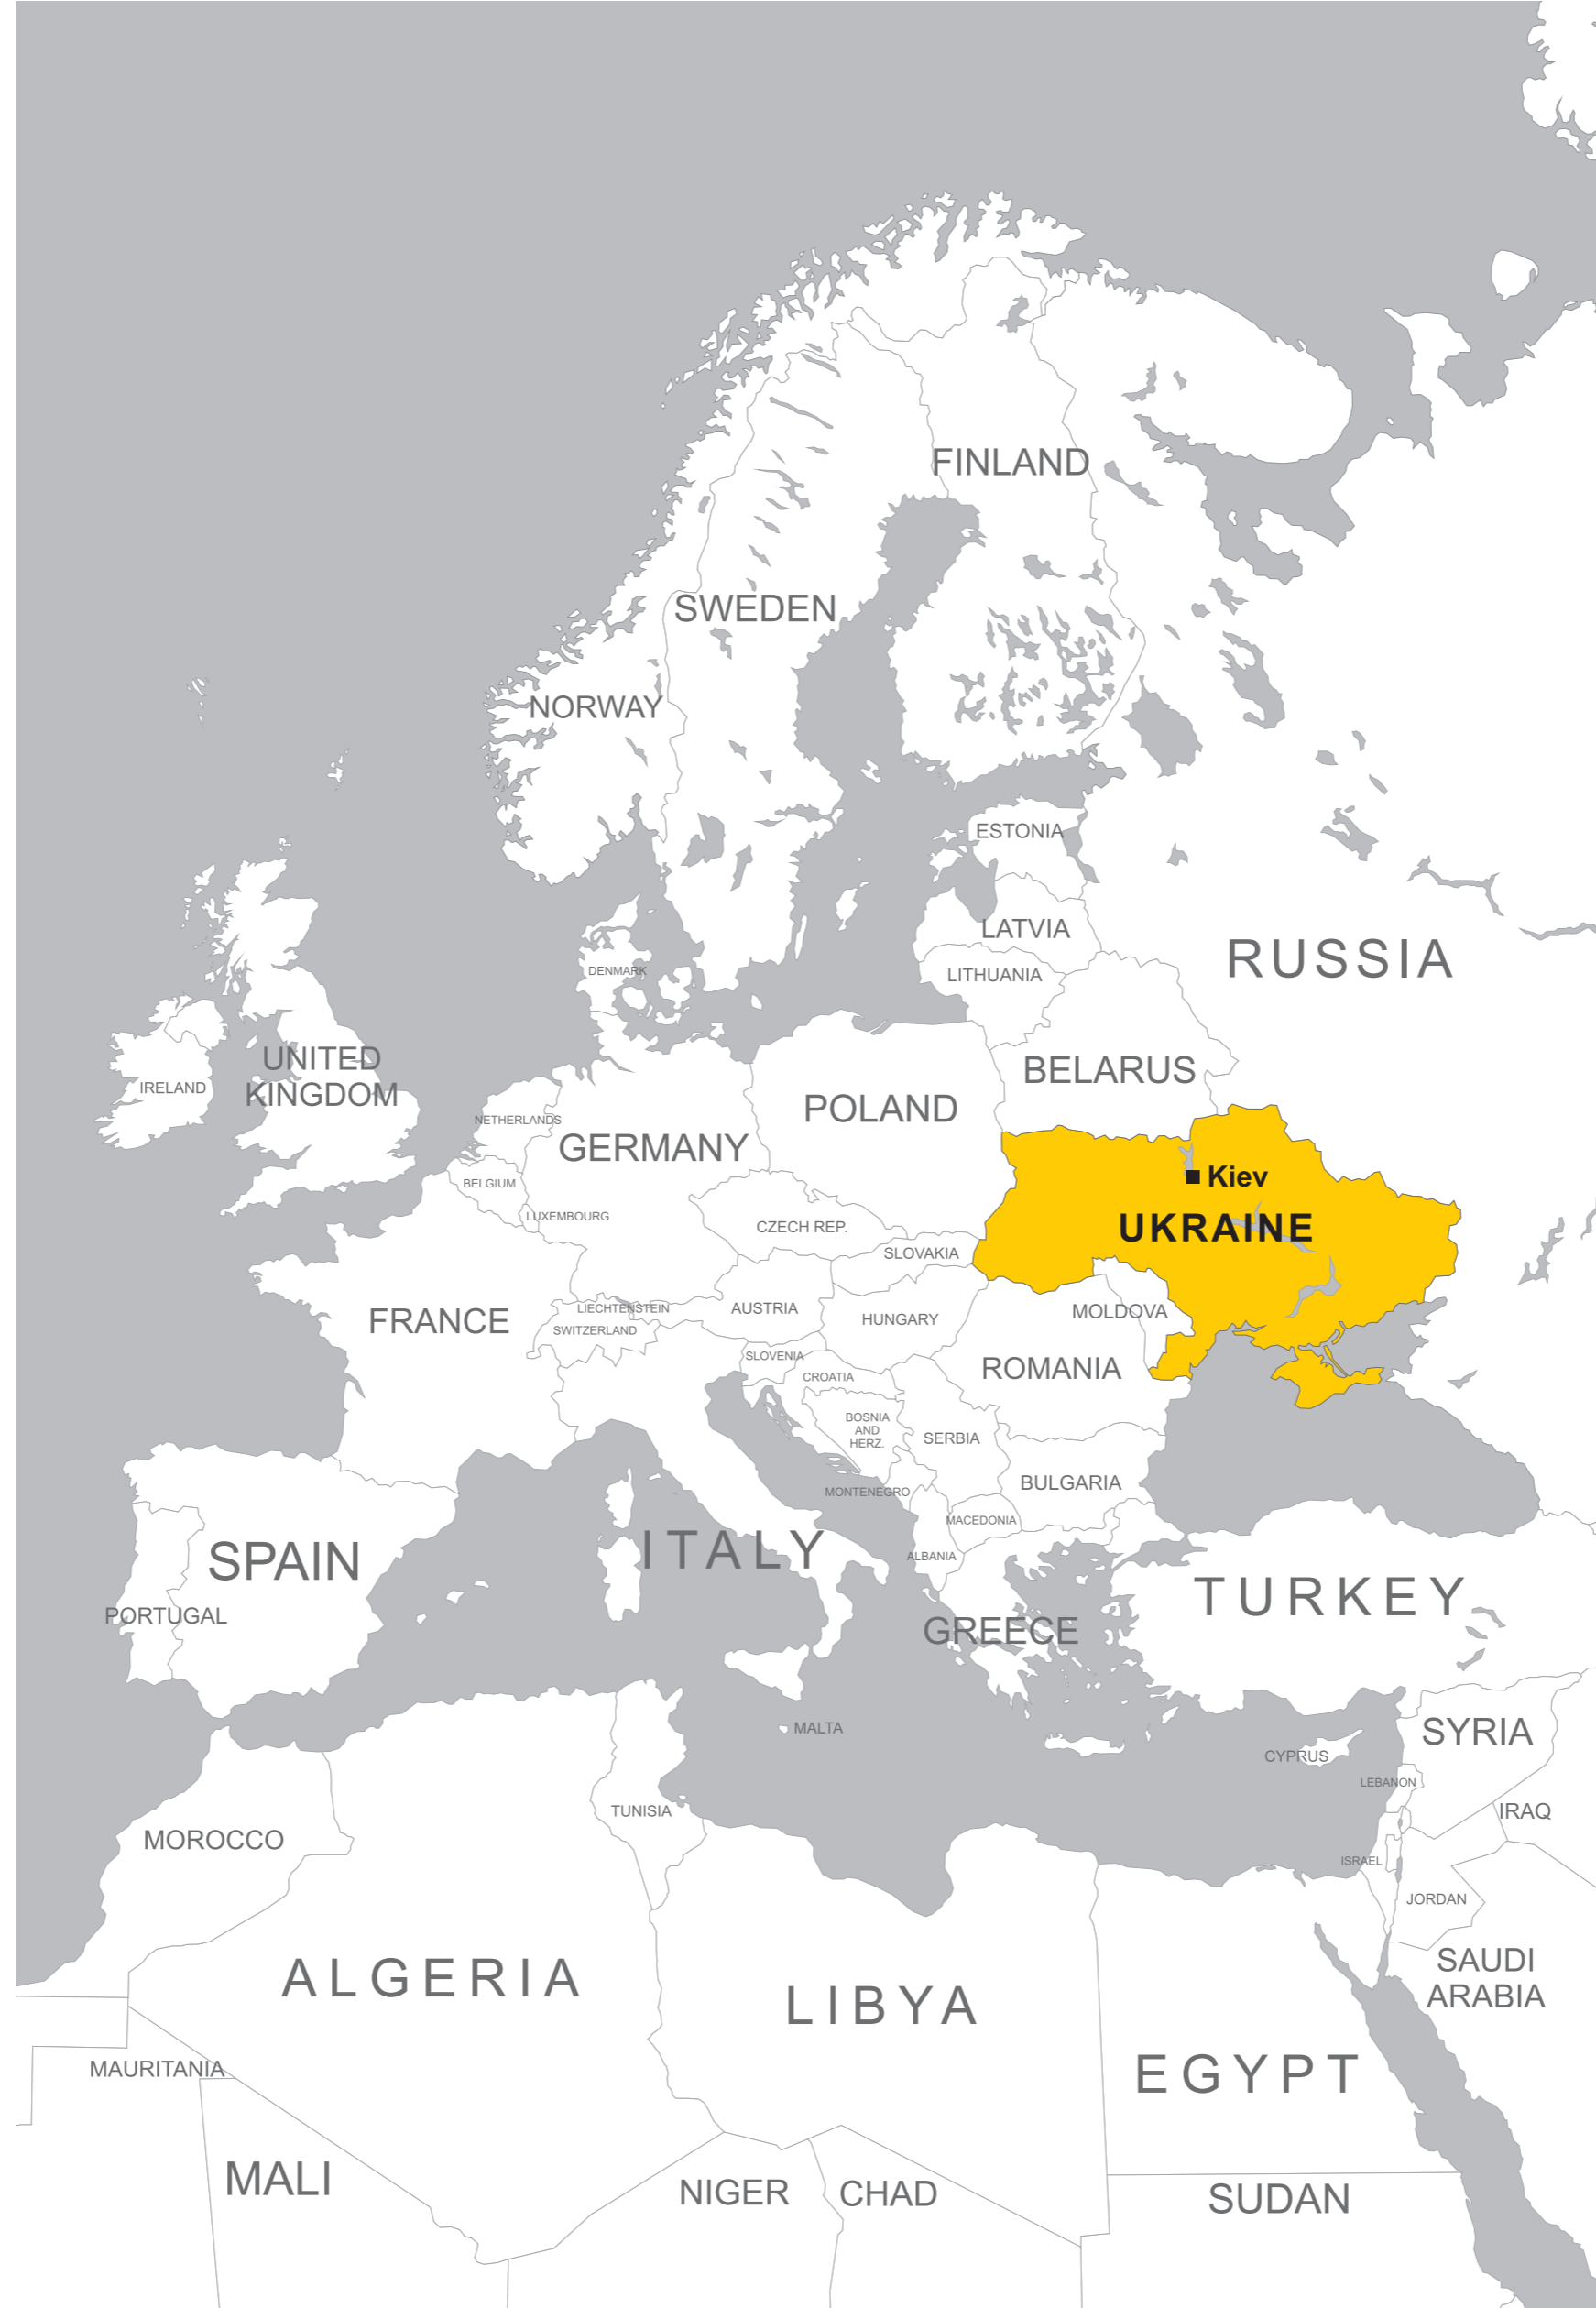 FINLAND
SWEDEN
NORWAY
ESTONIA
LATVIA
RUSSIA
DENMARK
LITHUANIA
UNITED
KINGDOM
IRELAND
BELARUS
NETHERLANDS
POLAND
GERMANY
Kiev
BELGIUM
LUXEMBOURG
CZECH REP.
UKRAINE
SLOVAKIA
FRANCE
LIECHTENSTEIN
AUSTRIA
MOLDOVA
SWITZERLAND
HUNGARY
SLOVENIA
ROMANIA
CROATIA
BOSNIA
AND
HERZ.
SERBIA
BULGARIA
MONTENEGRO
MACEDONIA
SPAIN
ITALY
ALBANIA
TURKEY
PORTUGAL
GREECE
MALTA
SYRIA
CYPRUS
LEBANON
TUNISIA
IRAQ
MOROCCO
ISRAEL
JORDAN
ALGERIA
LIBYA
SAUDI
ARABIA
MAURITANIA
EGYPT
MALI
NIGER
CHAD
SUDAN